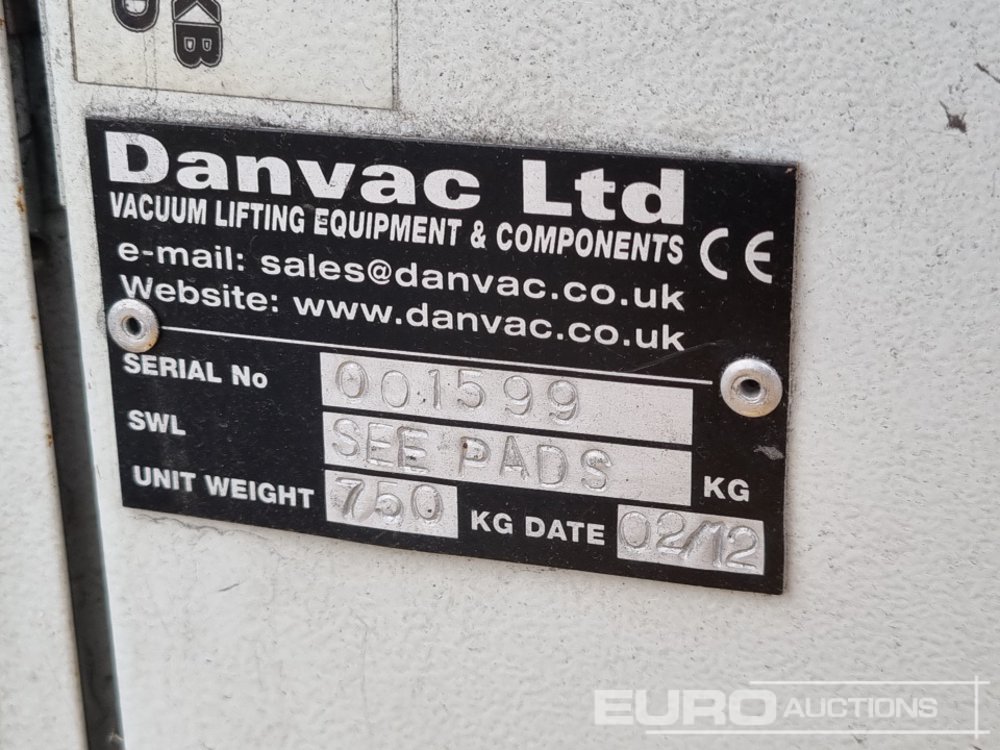 Danvac Ltd
VACUUM LIFTING EQUIPMENT & COMPONENTS CE
e-mail: sales@danvac.co.uk
Website: www.danvac.co.uk
SERIAL No 001599
SWL SEE PADS KG
UNIT WEIGHT 750 KG DATE 02/12
EURO AUCTIONS